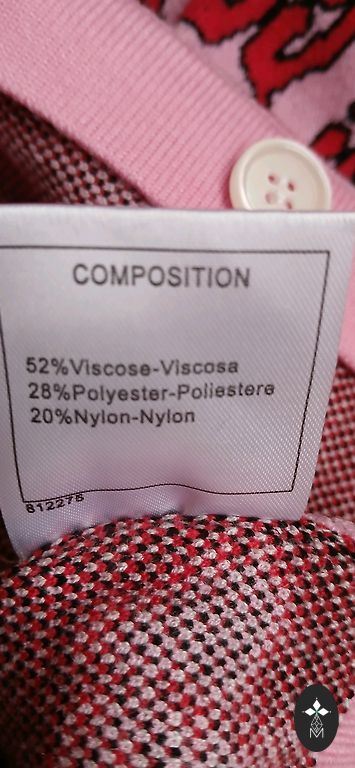 COMPOSITION
52%Viscose-Viscosa
28%Polyester-Poliestere
20%Nylon-Nylon
812275
M